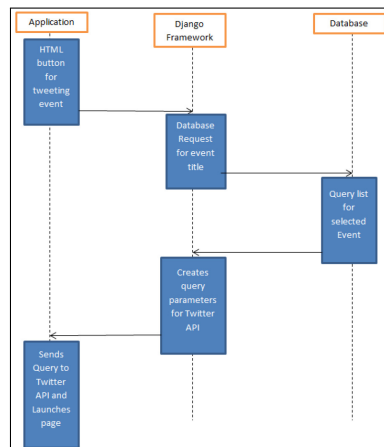 Application
Django
Framework
Database
HTML
button
for
tweeting
event
Database
Request
for event
title
Query list
for
selected
Event
Creates
query
parameters
for Twitter
API
Sends
Query to
Twitter
API and
Launches
page